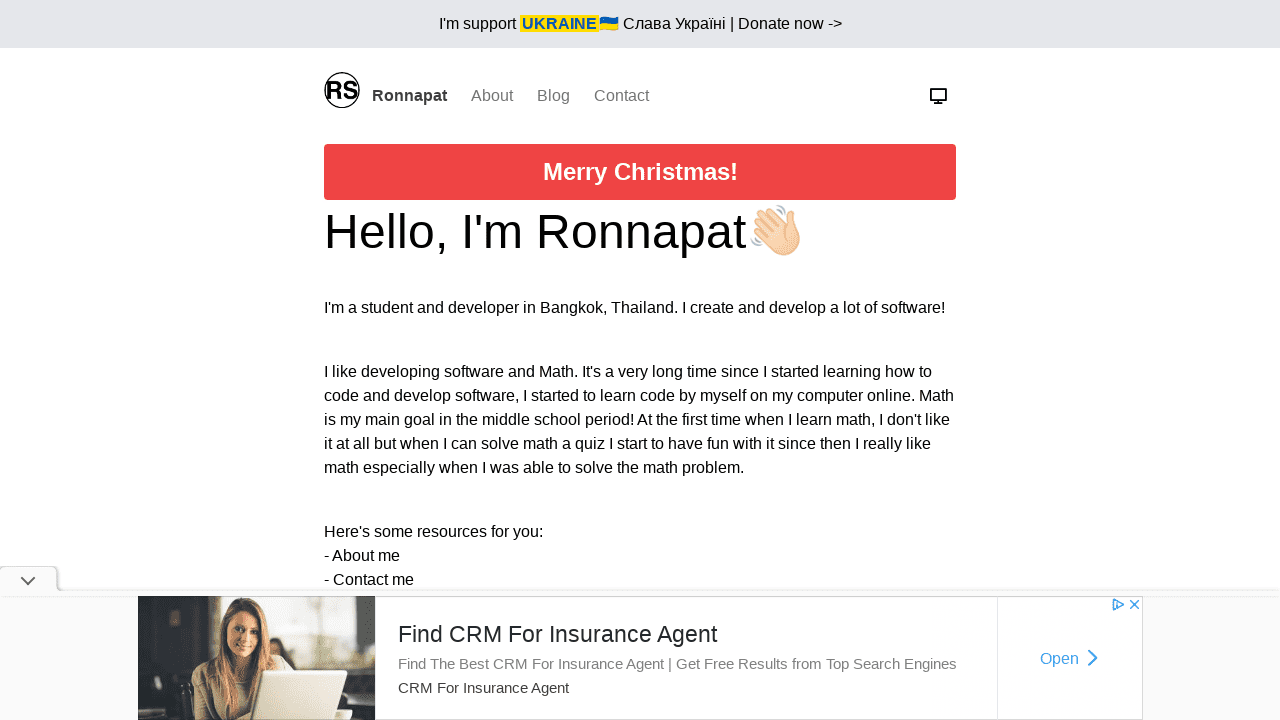 I'm support UKRAINE🇺🇦 Слава Україні | Donate now ->
RS Ronnapat About Blog Contact
Merry Christmas!
Hello, I'm Ronnapat👋🏻
I'm a student and developer in Bangkok, Thailand. I create and develop a lot of software!
I like developing software and Math. It's a very long time since I started learning how to
code and develop software, I started to learn code by myself on my computer online. Math
is my main goal in the middle school period! At the first time when I learn math, I don't like
it at all but when I can solve math a quiz I start to have fun with it since then I really like
math especially when I was able to solve the math problem.
Here's some resources for you:
- About me
- Contact me
Find CRM For Insurance Agent
Find The Best CRM For Insurance Agent | Get Free Results from Top Search Engines
CRM For Insurance Agent
Open